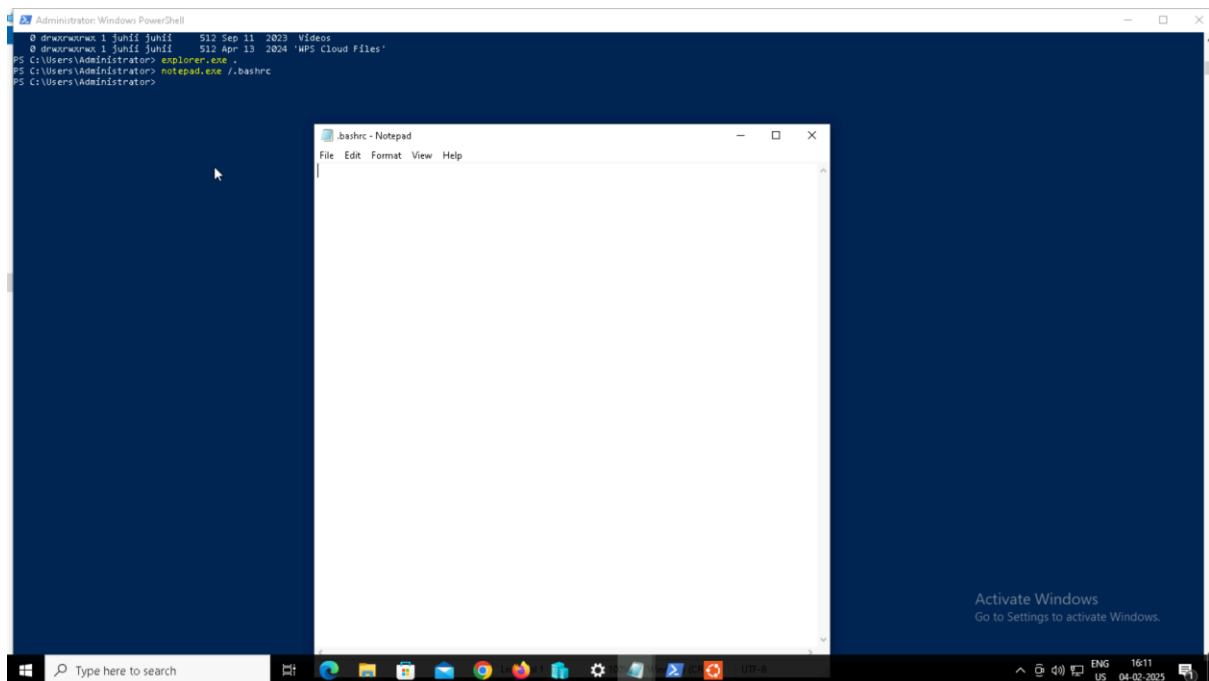 Administrator: Windows PowerShell
0 drwxrwxrwx 1 juhii juhii 512 Sep 11 2023 Videos
0 drwxrwxrwx 1 juhii juhii 512 Apr 13 2024 'WPS Cloud Files'
PS C:\Users\Administrator> explorer.exe .
PS C:\Users\Administrator> notepad.exe /.bashrc
PS C:\Users\Administrator>
.bashrc - Notepad
File Edit Format View Help
Activate Windows
Go to Settings to activate Windows.
UTF-8
Type here to search
ENG
US
16:11
04-02-2025